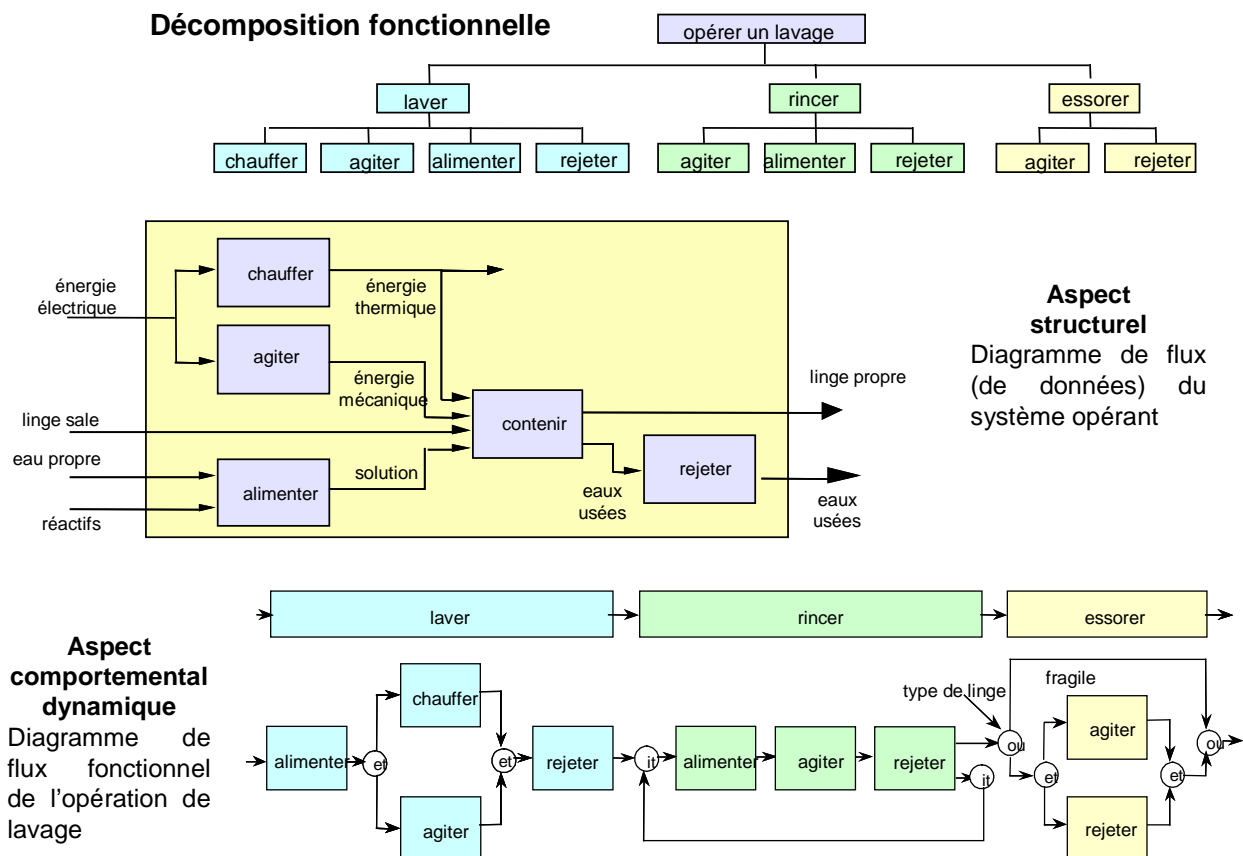 Décomposition fonctionnelle
opérer un lavage
laver
rincer
essorer
chauffer
agiter
alimenter
rejeter
agiter
alimenter
rejeter
agiter
rejeter
énergie
électrique
chauffer
énergie
thermique
agiter
énergie
mécanique
linge sale
eau propre
réactifs
alimenter
solution
contenir
eaux
usées
rejeter
linge propre
eaux
usées
Aspect
structurel
Diagramme de flux
(de données) du
système opérant
Aspect
comportemental
dynamique
Diagramme de
flux fonctionnel
de l'opération de
lavage
laver
rincer
essorer
alimenter
et
chauffer
agiter
et
rejeter
it
alimenter
agiter
rejeter
it
type de linge
ou
fragile
et
agiter
rejeter
et
ou